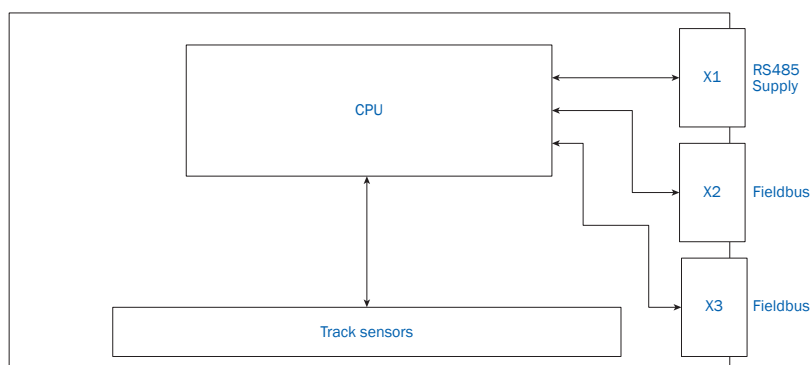 X1
RS485
Supply
CPU
X2
Fieldbus
X3
Fieldbus
Track sensors